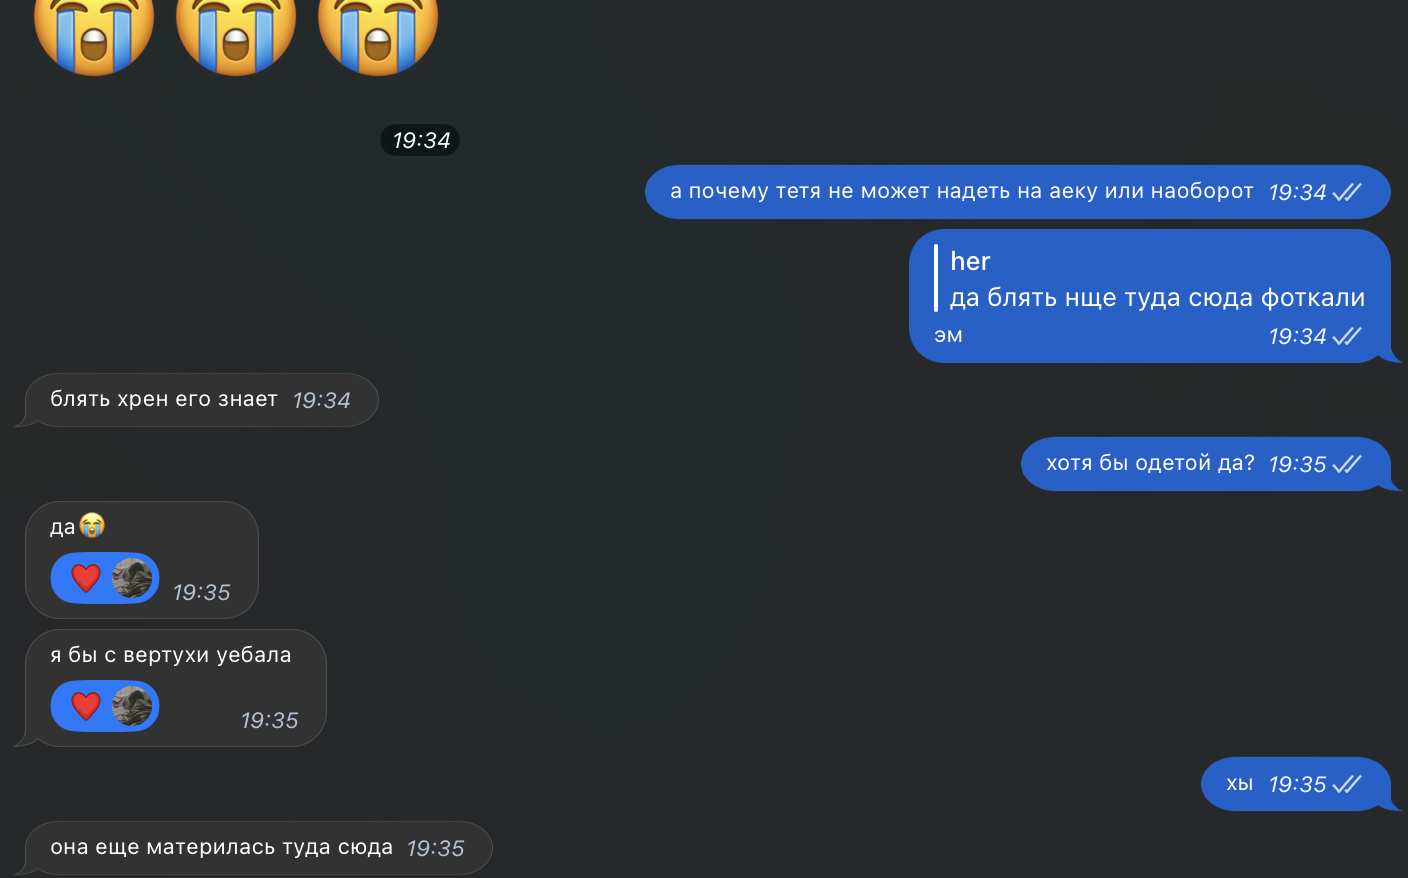 19:34
а почему тетя не может надеть на аеку или наоборот 19:34
her
да блять нще туда сюда фоткали
эм 19:34
блять хрен его знает 19:34
хотя бы одетой да? 19:35
да😭
19:35
я бы с вертухи уебала
19:35
хы 19:35
она еще материлась туда сюда 19:35